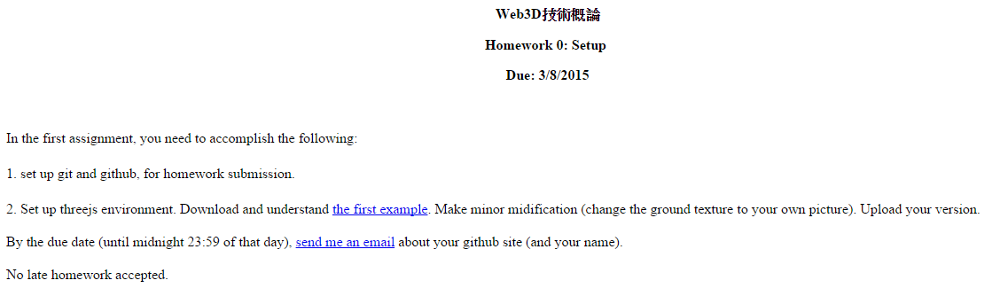 Web3D技術概論
Homework 0: Setup
Due: 3/8/2015
In the first assignment, you need to accomplish the following:
1. set up git and github, for homework submission.
2. Set up threejs environment. Download and understand the first example. Make minor midification (change the ground texture to your own picture). Upload your version.
By the due date (until midnight 23:59 of that day), send me an email about your github site (and your name).
No late homework accepted.